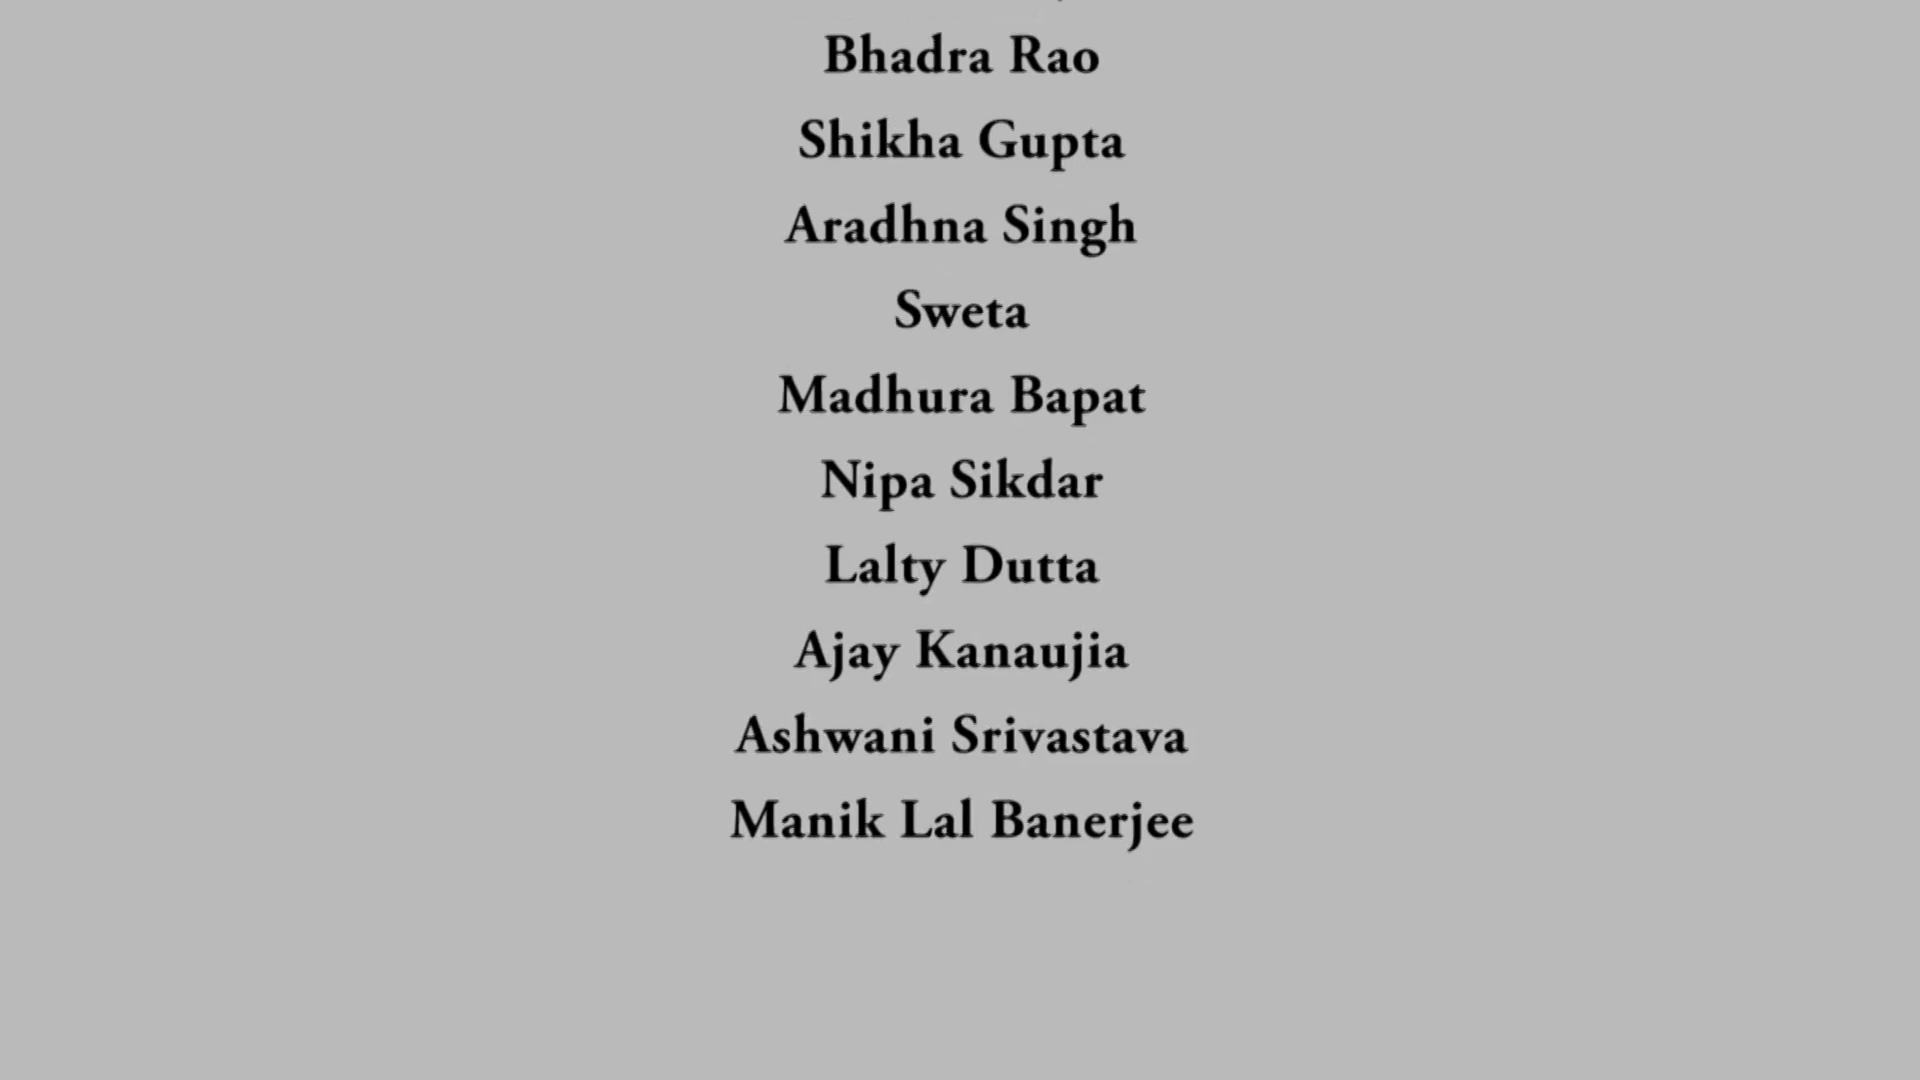 Bhadra Rao
Shikha Gupta
Aradhna Singh
Sweta
Madhura Bapat
Nipa Sikdar
Lalty Dutta
Ajay Kanaujia
Ashwani Srivastava
Manik Lal Banerjee